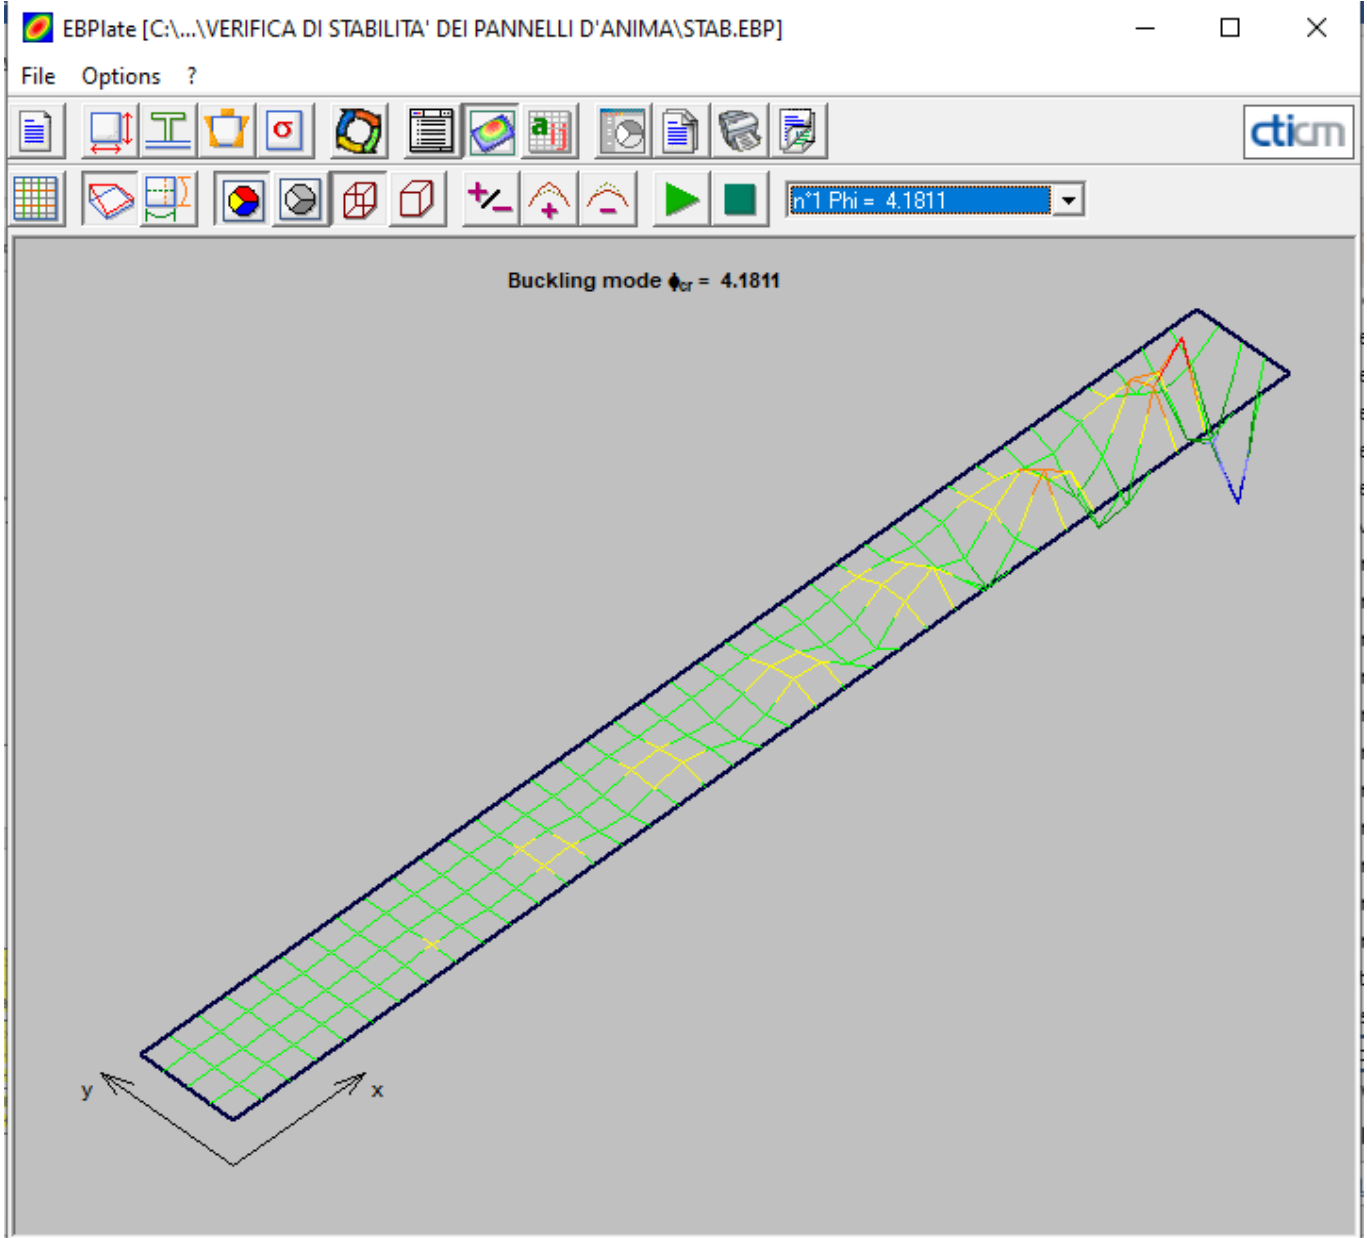 EBPlate [C:\...\VERIFICA DI STABILITA' DEI PANNELLI D'ANIMA\STAB.EBP]
File Options ?
σ
a ij
cticm
+/-
+
-
n°1 Phi = 4.1811
Buckling mode ϕcr = 4.1811
y
x